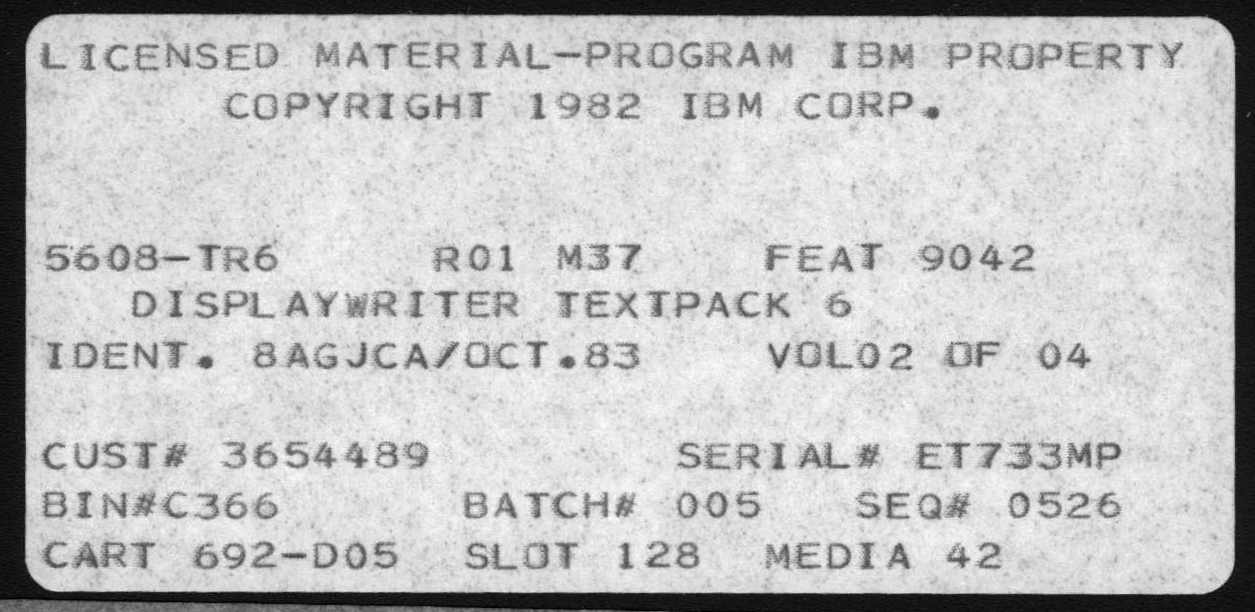 LICENSED MATERIAL-PROGRAM IBM PROPERTY
COPYRIGHT 1982 IBM CORP.
5608-TR6 R01 M37 FEAT 9042
DISPLAYWRITER TEXTPACK 6
IDENT. 8AGJCA/OCT.83 VOL02 OF 04
CUST# 3654489 SERIAL# ET733MP
BIN#C366 BATCH# 005 SEQ# 0526
CART 692-D05 SLOT 128 MEDIA 42